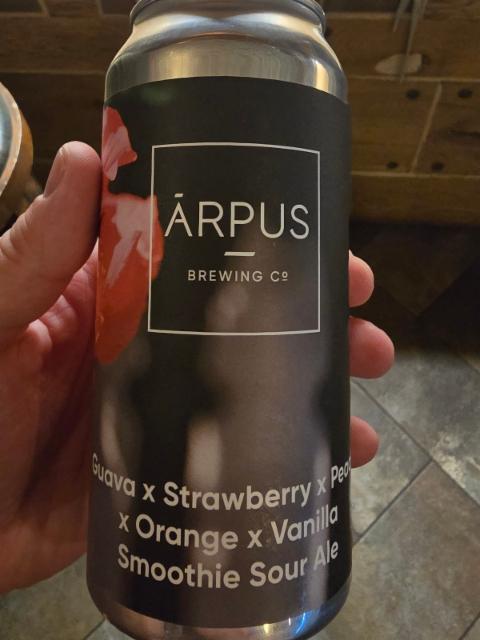 ĀRPUS
BREWING Cº
Guava x Strawberry x
x Orange x Vanilla
Smoothie Sour Ale